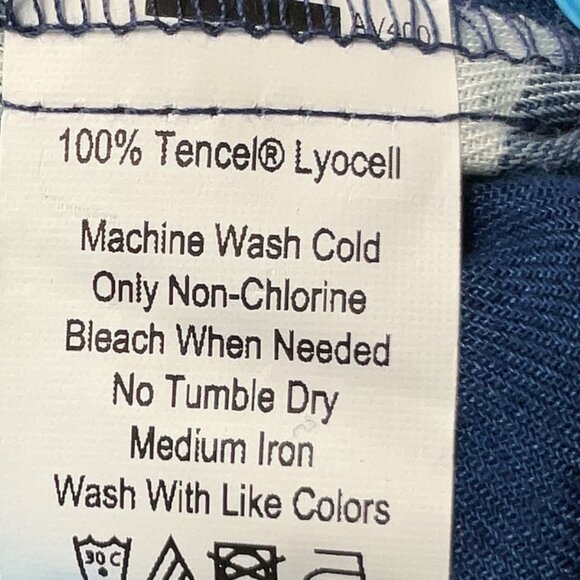 100% Tencel® Lyocell
Machine Wash Cold
Only Non-Chlorine
Bleach When Needed
No Tumble Dry
Medium Iron
Wash With Like Colors
30 C